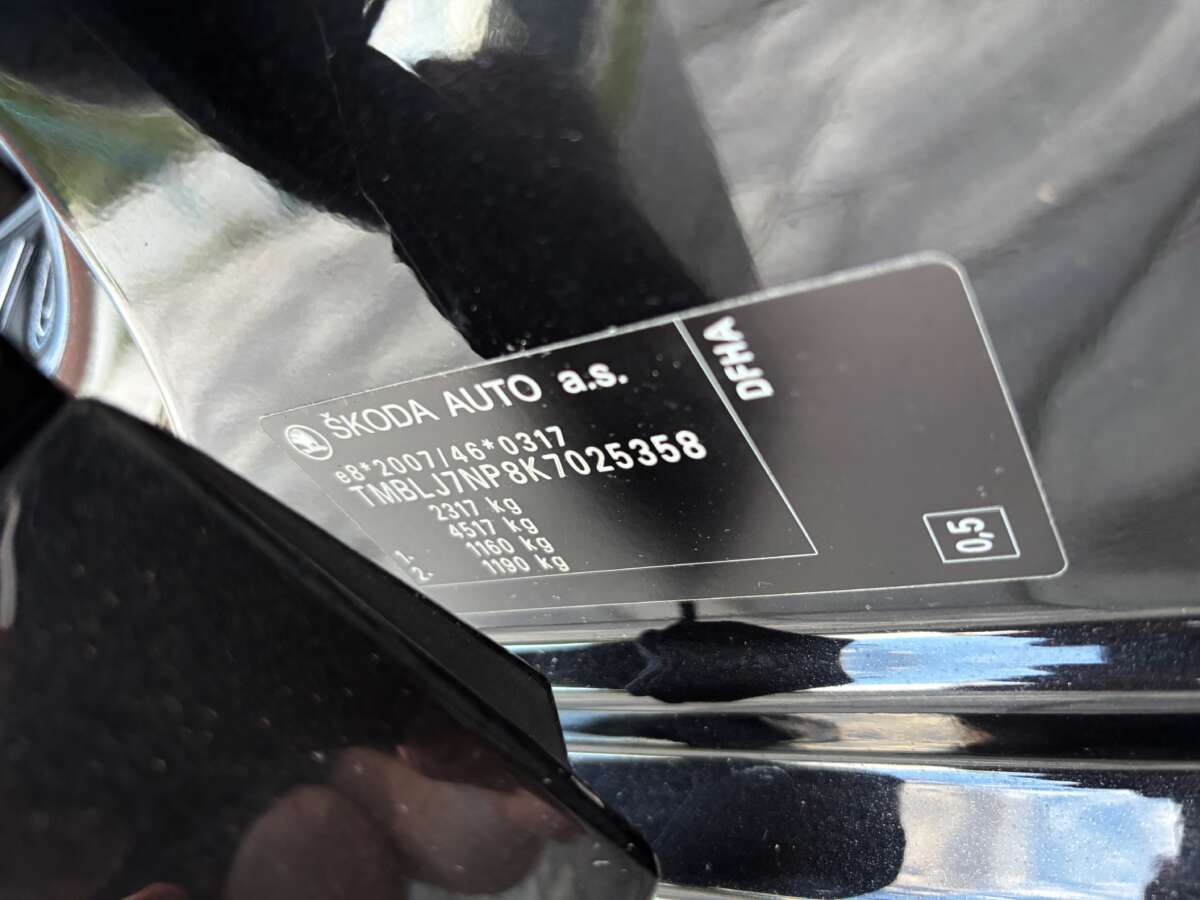 ŠKODA AUTO a.s.
e8*2007/46*0317
TMBLJ7NP8K7025358
2317 kg
4517 kg
1. 1160 kg
2. 1190 kg
DFHA
0,5